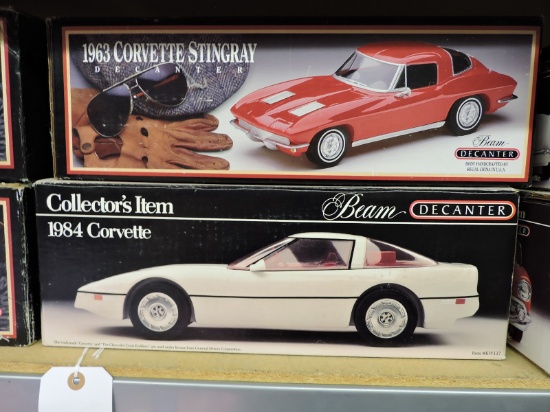 1963 CORVETTE STINGRAY
DECANTER
Beam
DECANTER
Collector's Item
1984 Corvette
Beam DECANTER